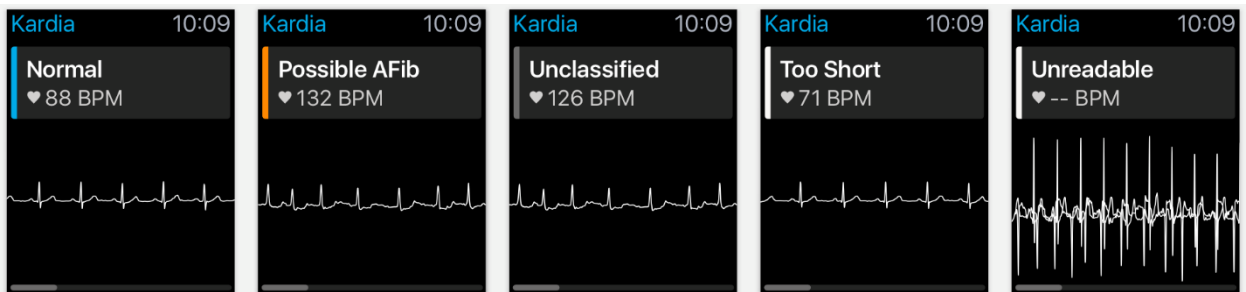 Kardia 10:09
Normal
♥ 88 BPM
Kardia 10:09
Possible AFib
♥ 132 BPM
Kardia 10:09
Unclassified
♥ 126 BPM
Kardia 10:09
Too Short
♥ 71 BPM
Kardia 10:09
Unreadable
♥ -- BPM